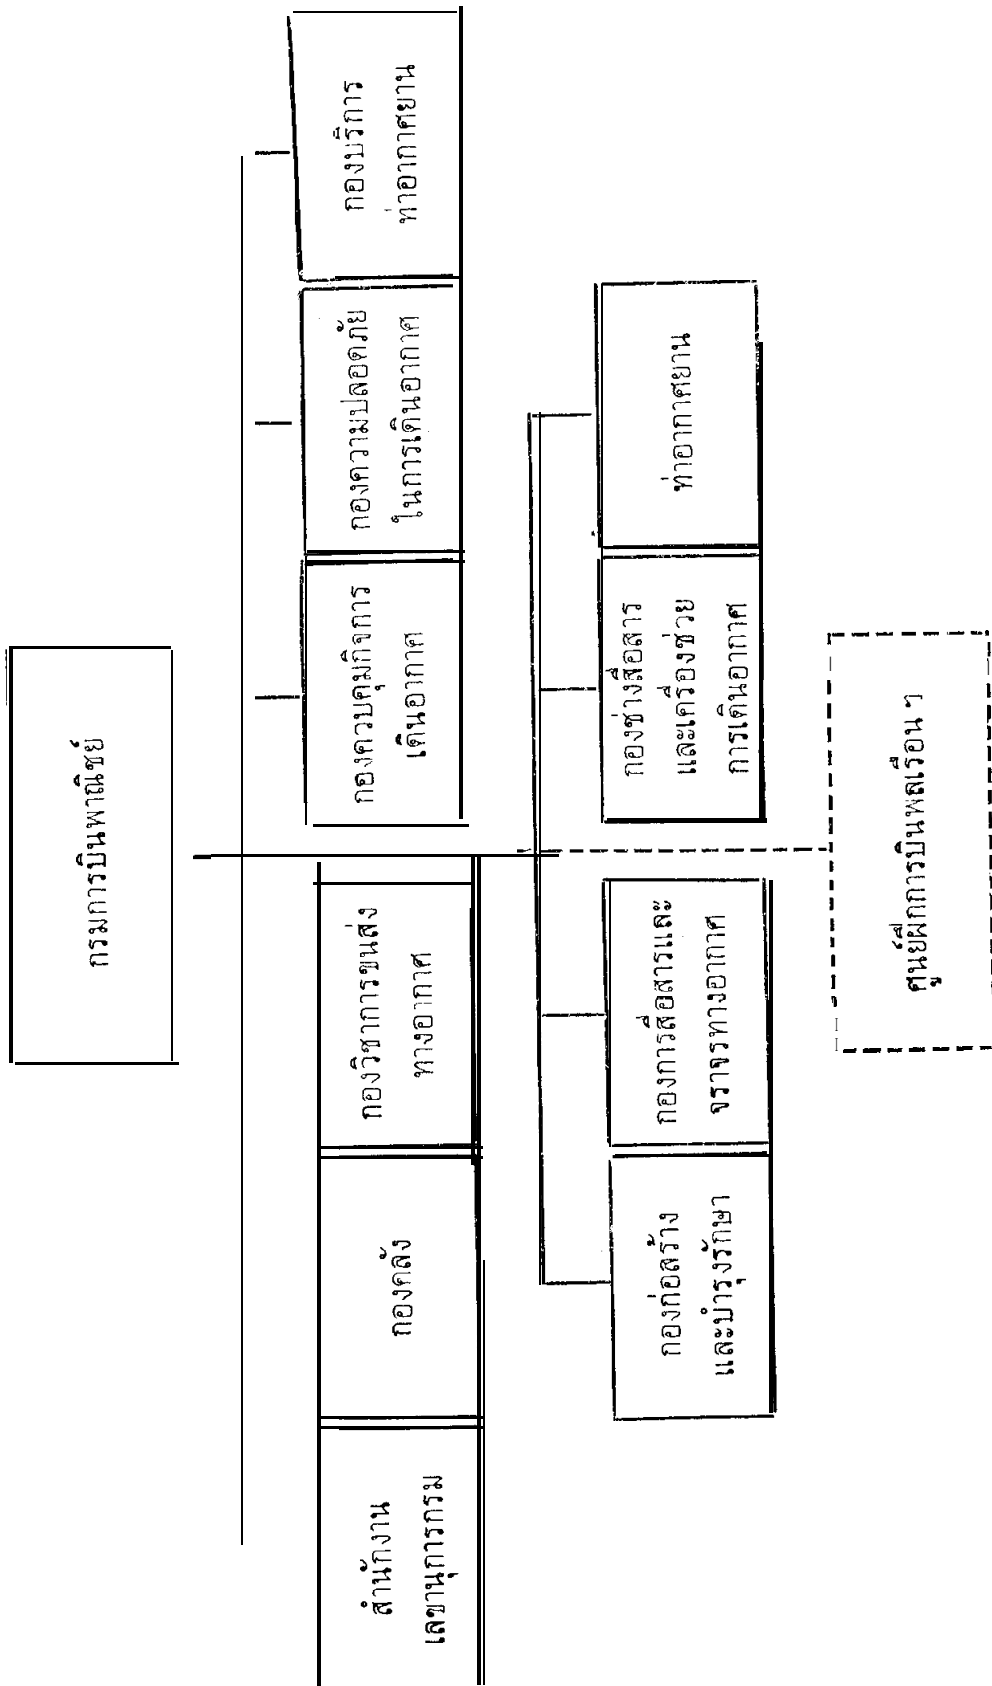 กรมการบินพาณิชย์
สำนักงาน
เลขานุการกรม
กองคลัง
กองวิชาการขนส่ง
ทางอากาศ
กองควบคุมกิจการ
เดินอากาศ
กองความปลอดภัย
ในการเดินอากาศ
กองบริการ
ท่าอากาศยาน
กองก่อสร้าง
และบำรุงรักษา
กองการสื่อสารและ
จราจรทางอากาศ
กองช่างสื่อสาร
และเครื่องช่วย
การเดินอากาศ
ท่าอากาศยาน
ศูนย์ฝึกการบินพลเรือน ๆ